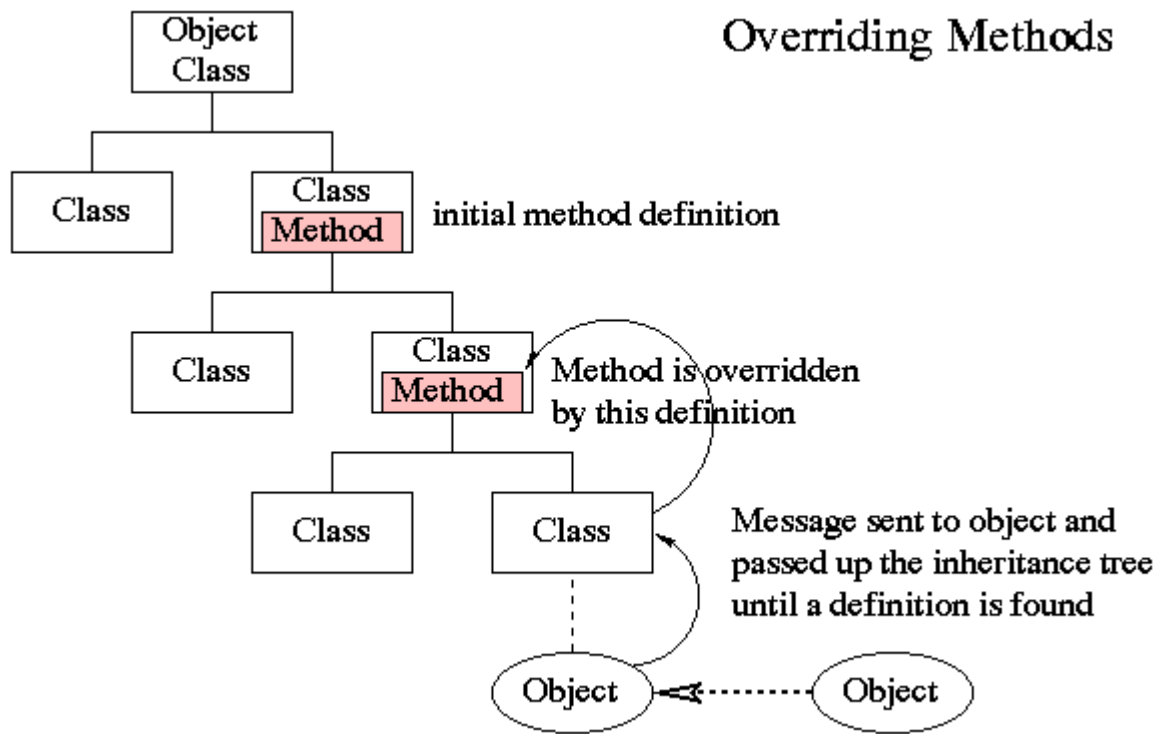 Overriding Methods
Object
Class
Class
Class
Method
initial method definition
Class
Class
Method
Method is overridden
by this definition
Class
Class
Message sent to object and
passed up the inheritance tree
until a definition is found
Object
Object